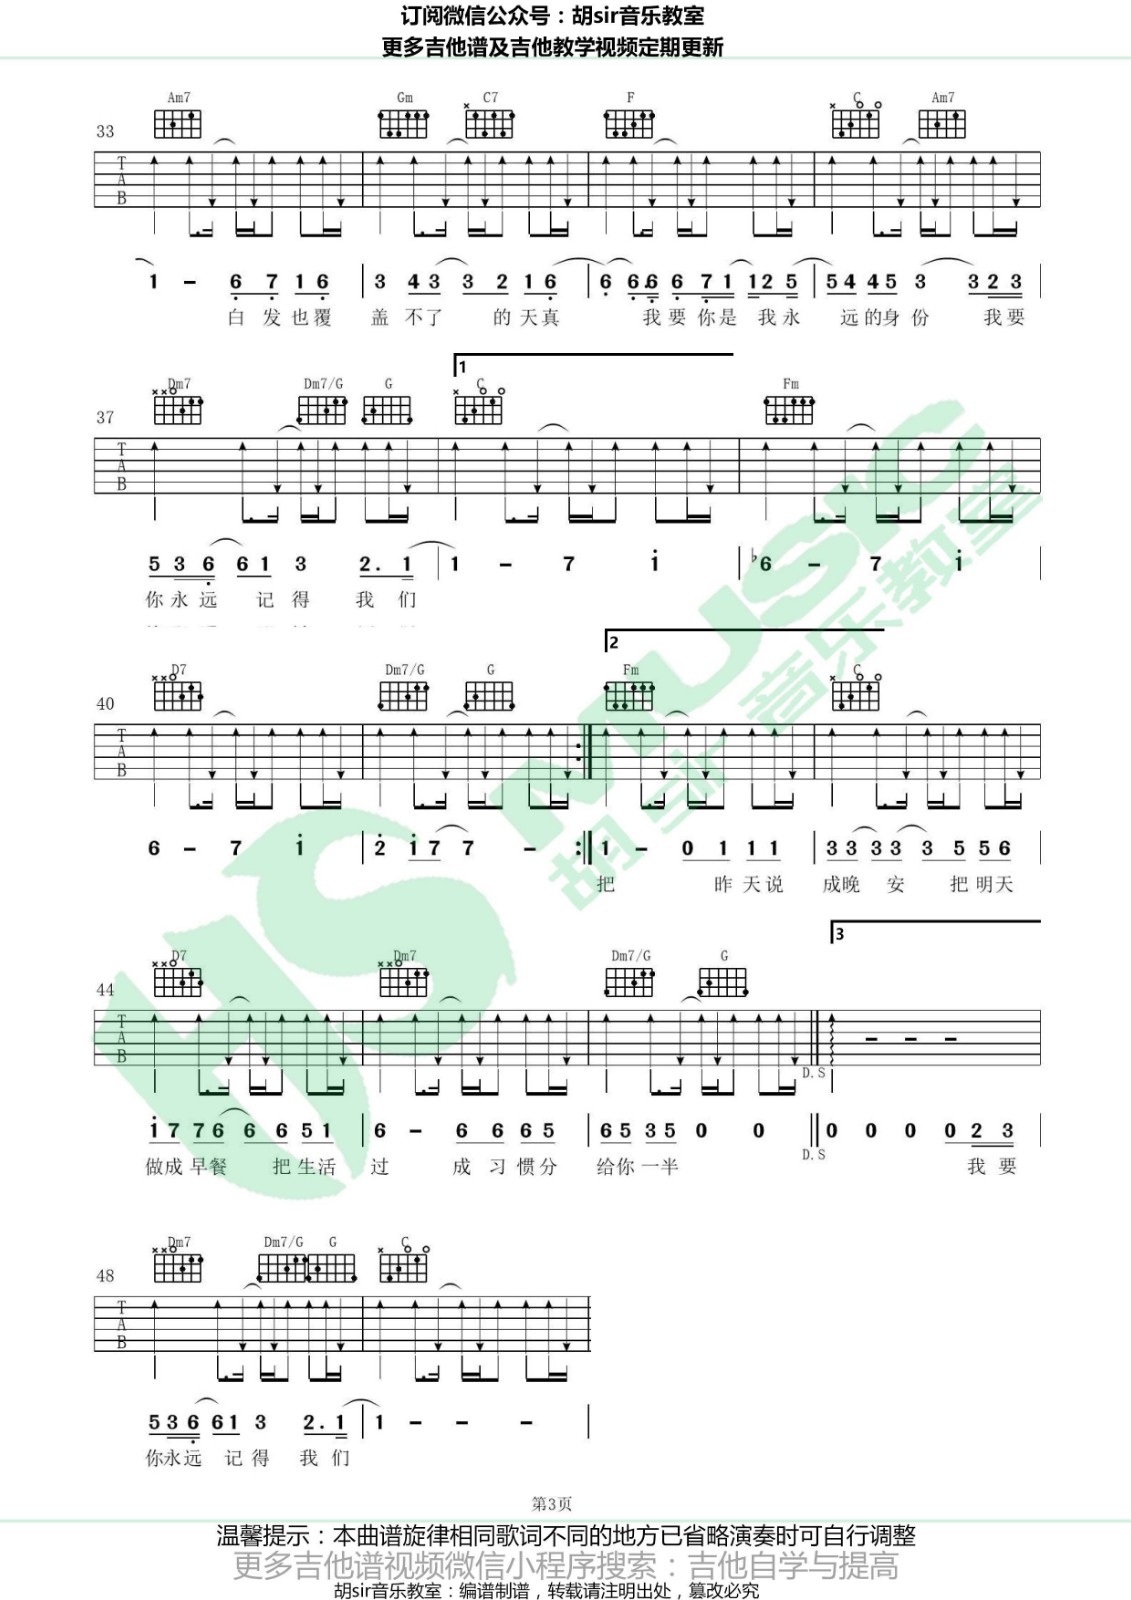 订阅微信公众号：胡sir音乐教室
更多吉他谱及吉他教学视频定期更新
Am7 Gm C7 F C Am7
33
T
A
B
1 - 6 7 1 6 3 4 3 3 2 1 6 6 6. 6 6 7 1 1 2 5 5 4 4 5 3 3 2 3
白 发 也 覆 盖 不了 的 天真 我 要 你是 我 永 远 的身 份 我 要
1
Dm7 Dm7/G G C Fm
37
T
A
B
5 3 6 6 1 3 2. 1 1 - 7 i ♭6 - 7 i
你 永 远 记 得 我 们
2
D7 Dm7/G G Fm C
40
T
A
B
6 - 7 i 2 i 7 7 - 1 - 0 1 1 1 3 3 3 3 3 5 5 6
把 昨 天 说 成晚 安 把 明天
3
D7 Dm7 Dm7/G G
44
T
A
B
D.S
i 7 7 6 6 6 5 1 6 - 6 6 6 5 6 5 3 5 0 0 0 0 0 0 2 3
D.S
做成 早餐 把 生活 过 成 习 惯分 给你 一半 我 要
Dm7 Dm7/G G C
48
T
A
B
5 3 6 6 1 3 2. 1 1 - - -
你永 远 记 得 我 们
第3页
温馨提示：本曲谱旋律相同歌词不同的地方已省略演奏时可自行调整
更多吉他谱视频微信小程序搜索：吉他自学与提高
胡sir音乐教室：编谱制谱，转载请注明出处，篡改必究
HS MUSIC
胡 sir 音乐教室